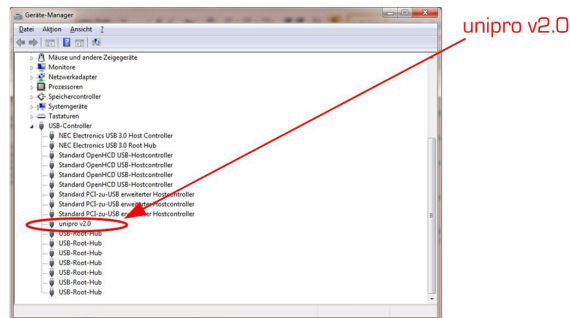 Geräte-Manager
unipro v2.0
Datei Aktion Ansicht ?
Mäuse und andere Zeigegeräte
Monitore
Netzwerkadapter
Prozessoren
Speichercontroller
Systemgeräte
Tastaturen
USB-Controller
NEC Electronics USB 3.0 Host Controller
NEC Electronics USB 3.0 Root Hub
Standard OpenHCD USB-Hostcontroller
Standard OpenHCD USB-Hostcontroller
Standard OpenHCD USB-Hostcontroller
Standard OpenHCD USB-Hostcontroller
Standard PCI-zu-USB erweiterter Hostcontroller
Standard PCI-zu-USB erweiterter Hostcontroller
Standard PCI-zu-USB erweiterter Hostcontroller
unipro v2.0
USB-Root-Hub
USB-Root-Hub
USB-Root-Hub
USB-Root-Hub
USB-Root-Hub
USB-Root-Hub
USB-Root-Hub